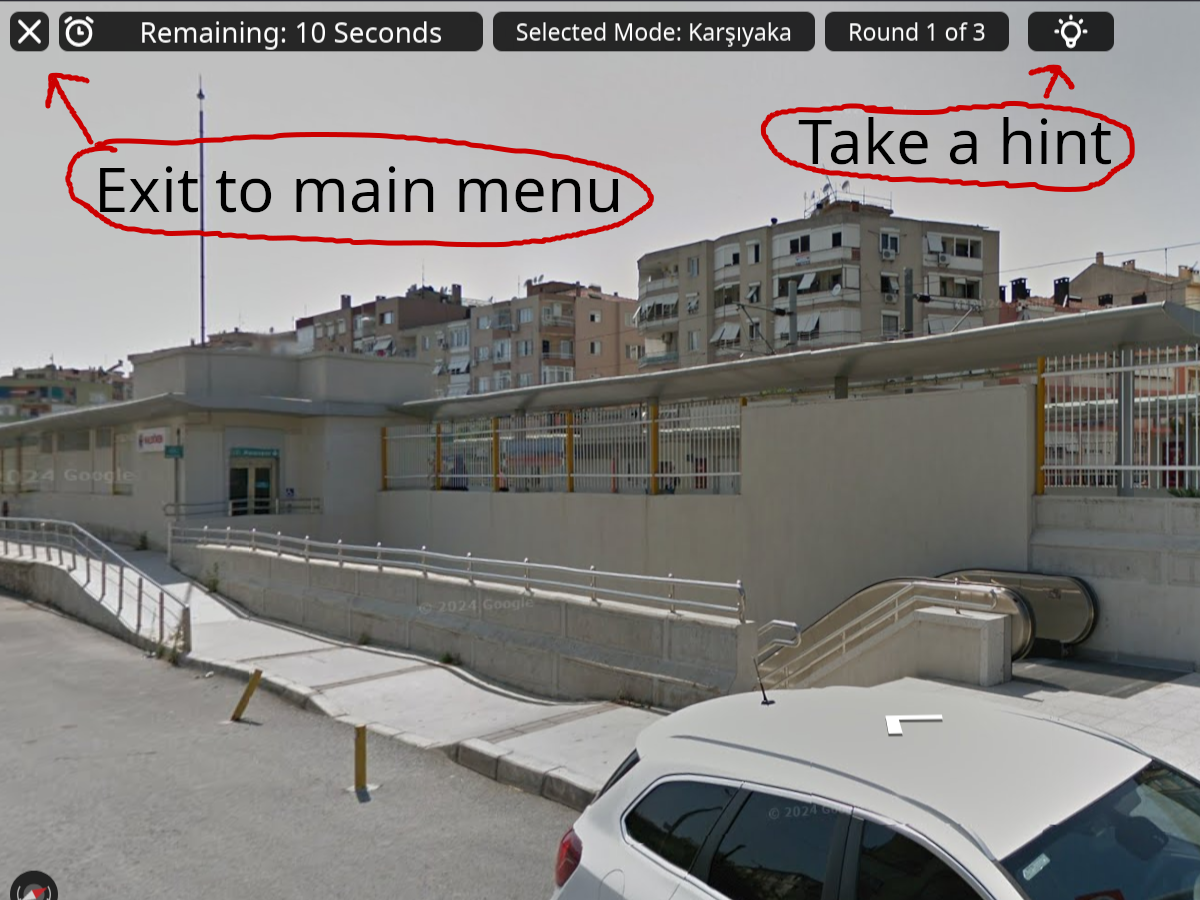 Remaining: 10 Seconds
Selected Mode: Karşıyaka
Round 1 of 3
Exit to main menu
Take a hint
2024 Google
© 2024 Google
© 2024